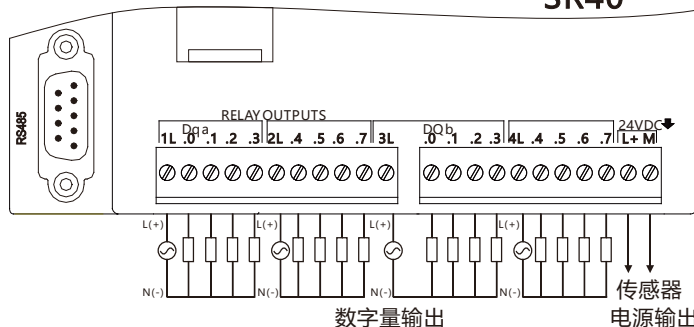 SR40
RS485
RELAY OUTPUTS
Dqa DQb 24VDC
1L .0 .1 .2 .3 2L .4 .5 .6 .7 3L .0 .1 .2 .3 4L .4 .5 .6 .7 L+ M
L(+) L(+) L(+) L(+)
N(-) N(-) N(-) N(-)
传感器
数字量输出 电源输出